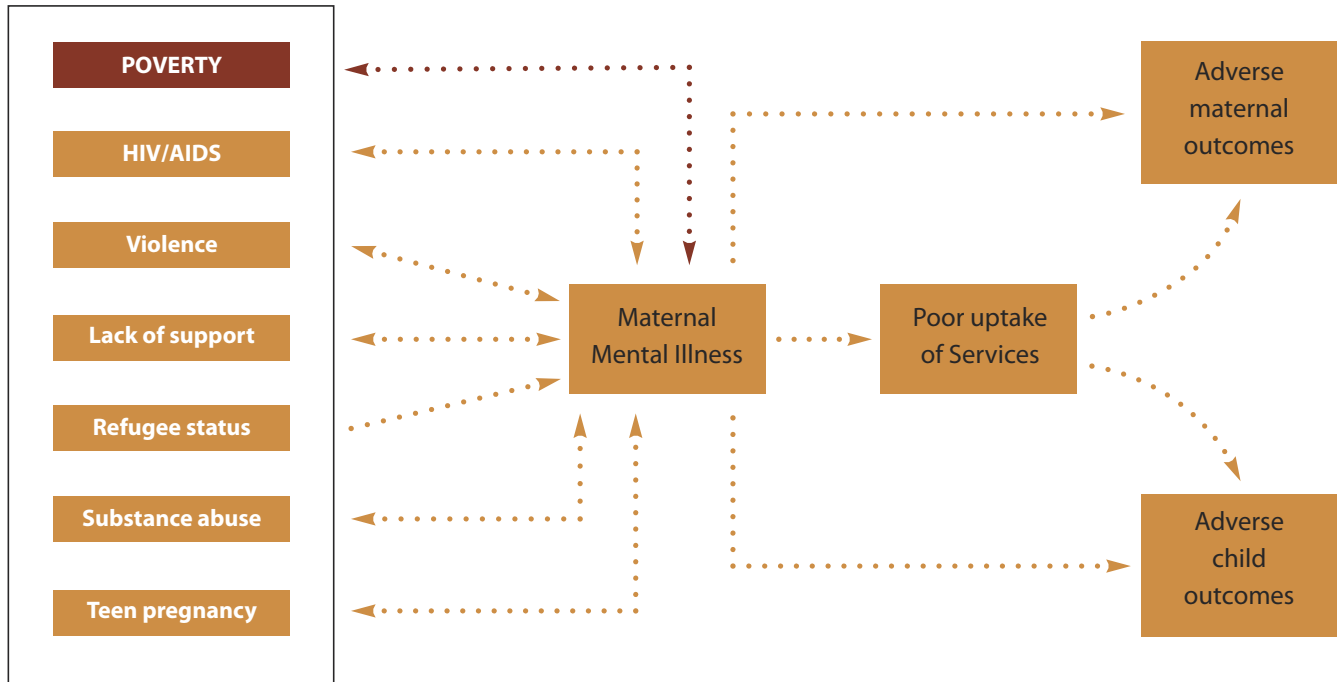 POVERTY
HIV/AIDS
Violence
Lack of support
Refugee status
Substance abuse
Teen pregnancy
Maternal
Mental Illness
Poor uptake
of Services
Adverse
maternal
outcomes
Adverse
child
outcomes